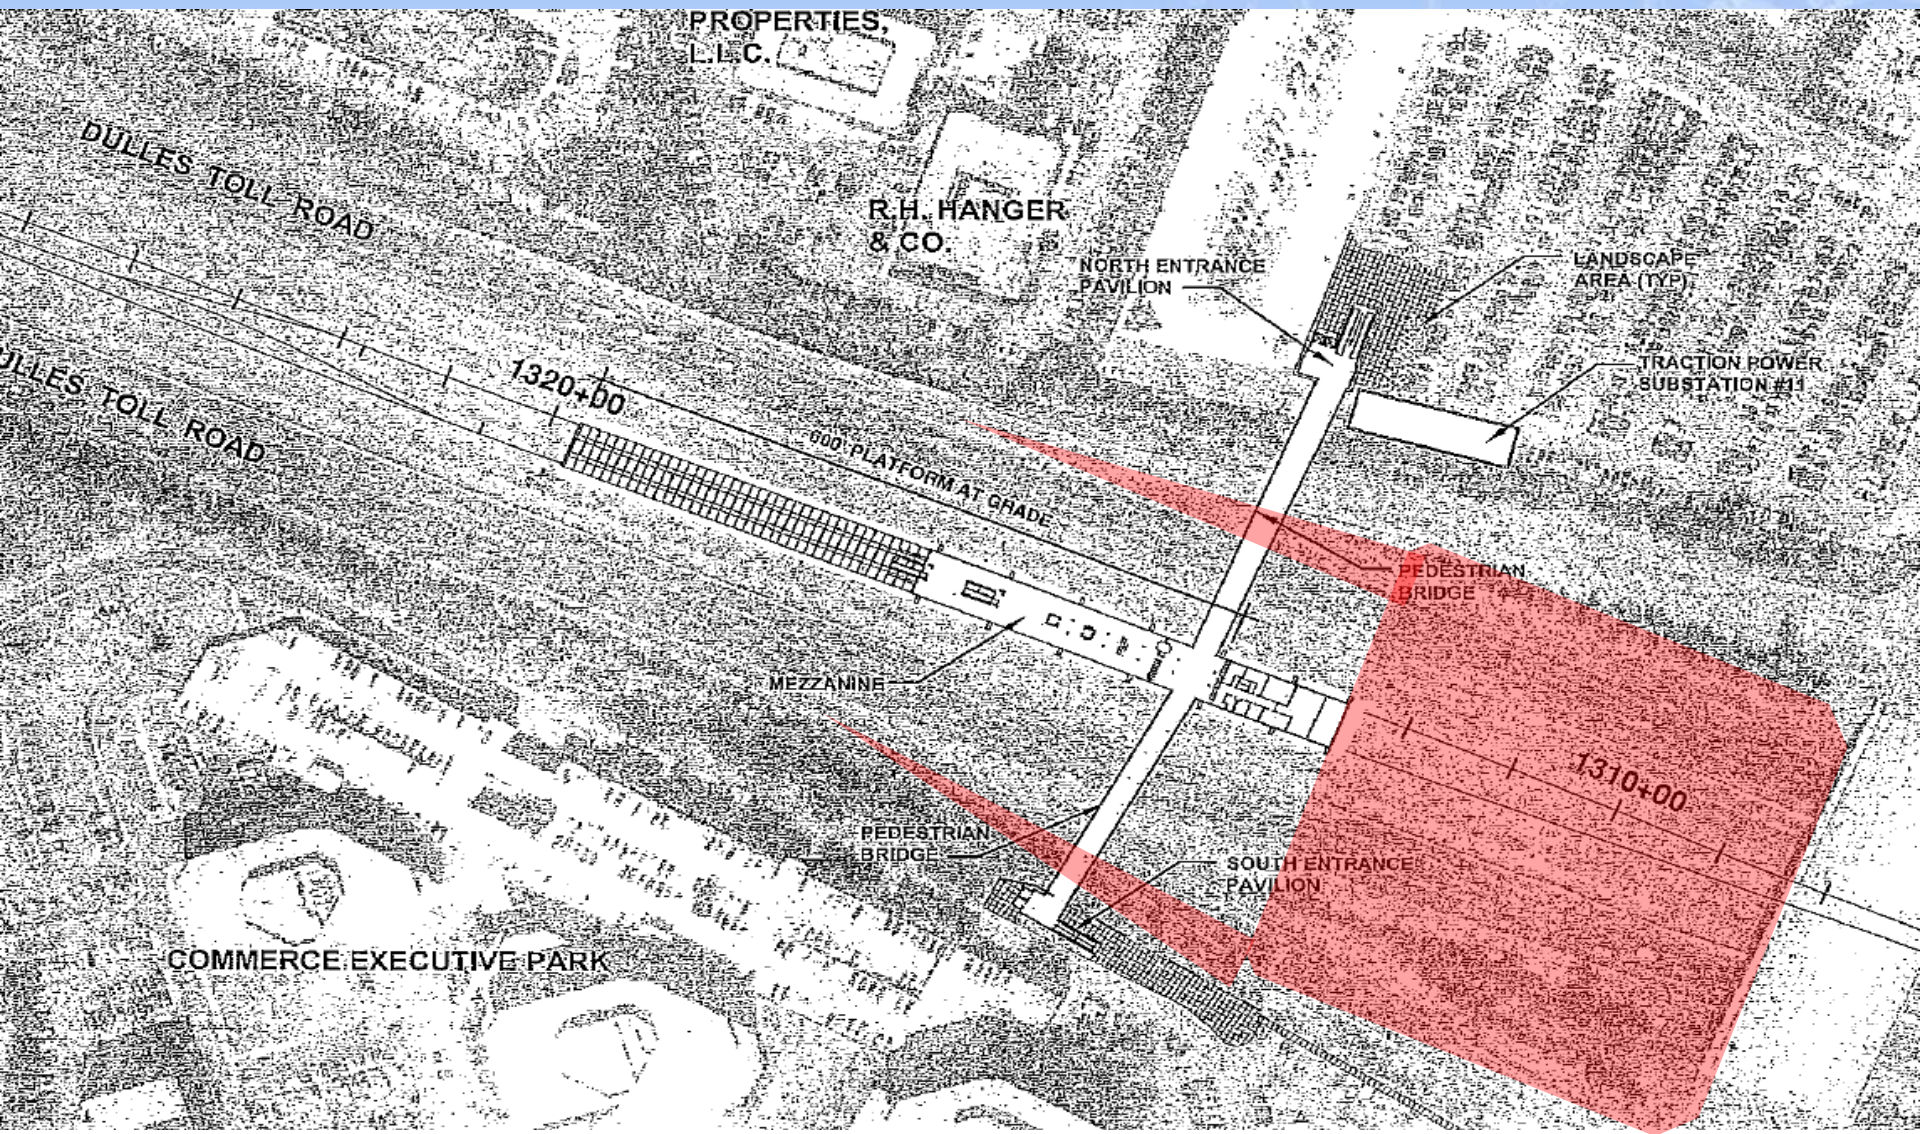 PROPERTIES,
L.L.C.
DULLES TOLL ROAD
R.H. HANGER
& CO.
NORTH ENTRANCE
PAVILION
LANDSCAPE
AREA (TYP)
TRACTION POWER
SUBSTATION #11
DULLES TOLL ROAD
1320+00
600' PLATFORM AT GRADE
PEDESTRIAN
BRIDGE
MEZZANINE
1310+00
PEDESTRIAN
BRIDGE
SOUTH ENTRANCE
PAVILION
COMMERCE EXECUTIVE PARK